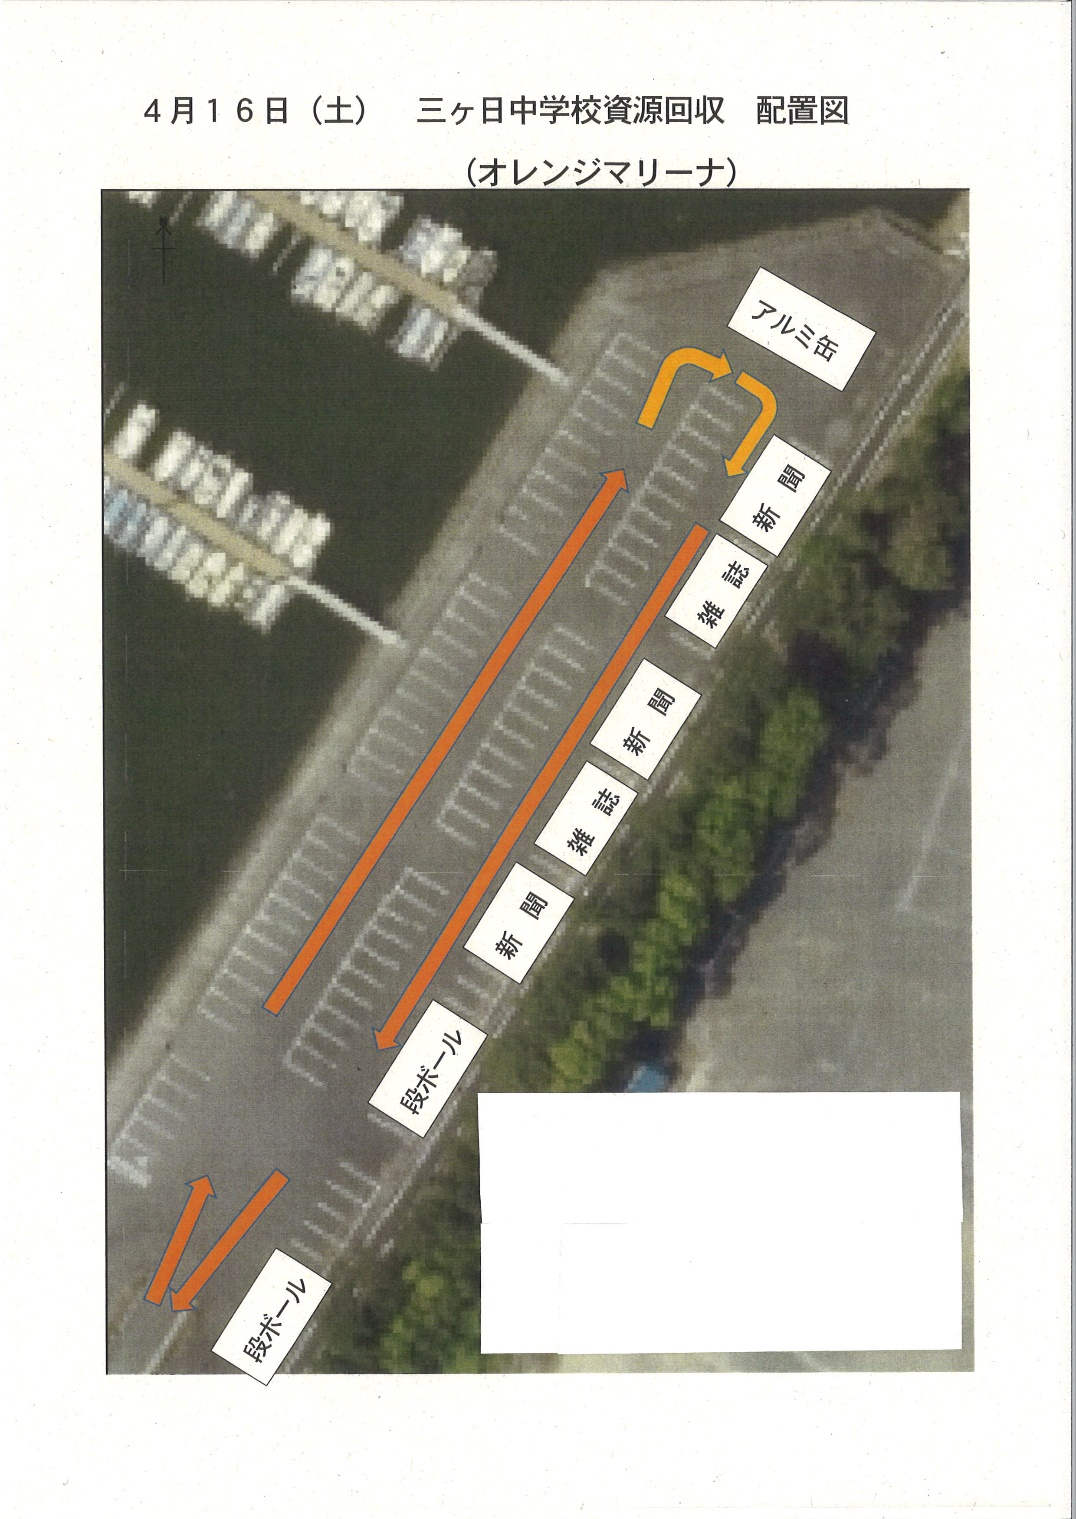 ４月１６日（土）　三ヶ日中学校資源回収　配置図
（オレンジマリーナ）
アルミ缶
新聞
雑誌
新聞
雑誌
新聞
段ボール
段ボール